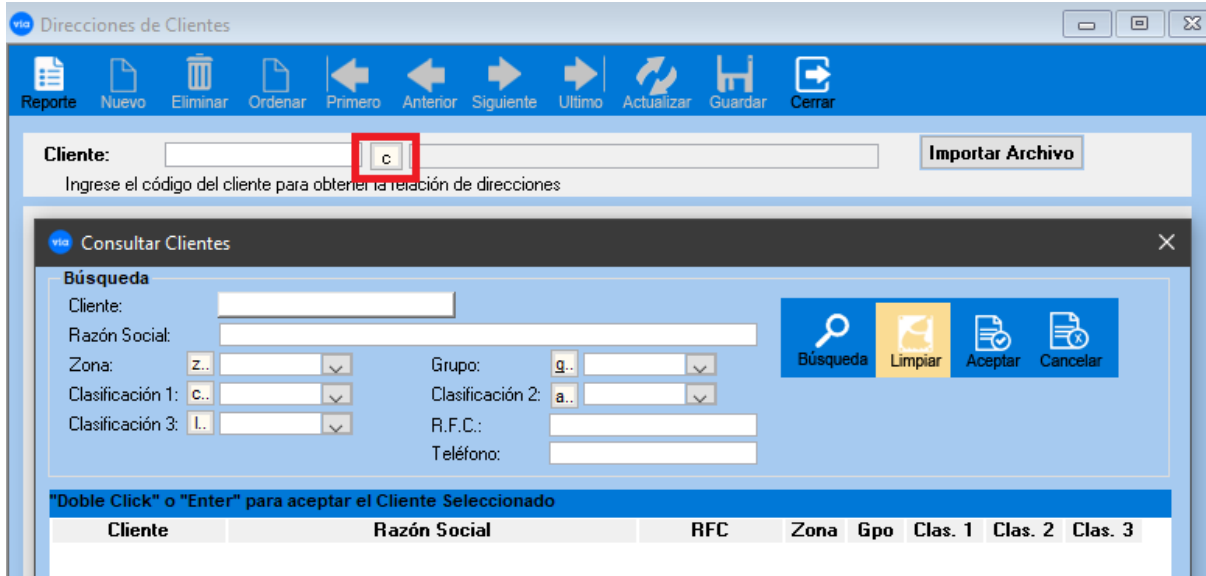 via Direcciones de Clientes
Reporte Nuevo Eliminar Ordenar Primero Anterior Siguiente Ultimo Actualizar Guardar Cerrar
Cliente: c Importar Archivo
Ingrese el código del cliente para obtener la relación de direcciones
via Consultar Clientes
Búsqueda
Cliente:
Razón Social:
Zona: z.. Grupo: g..
Clasificación 1: c.. Clasificación 2: a..
Clasificación 3: l.. R.F.C.:
Teléfono:
Búsqueda Limpiar Aceptar Cancelar
"Doble Click" o "Enter" para aceptar el Cliente Seleccionado
Cliente Razón Social RFC Zona Gpo Clas. 1 Clas. 2 Clas. 3